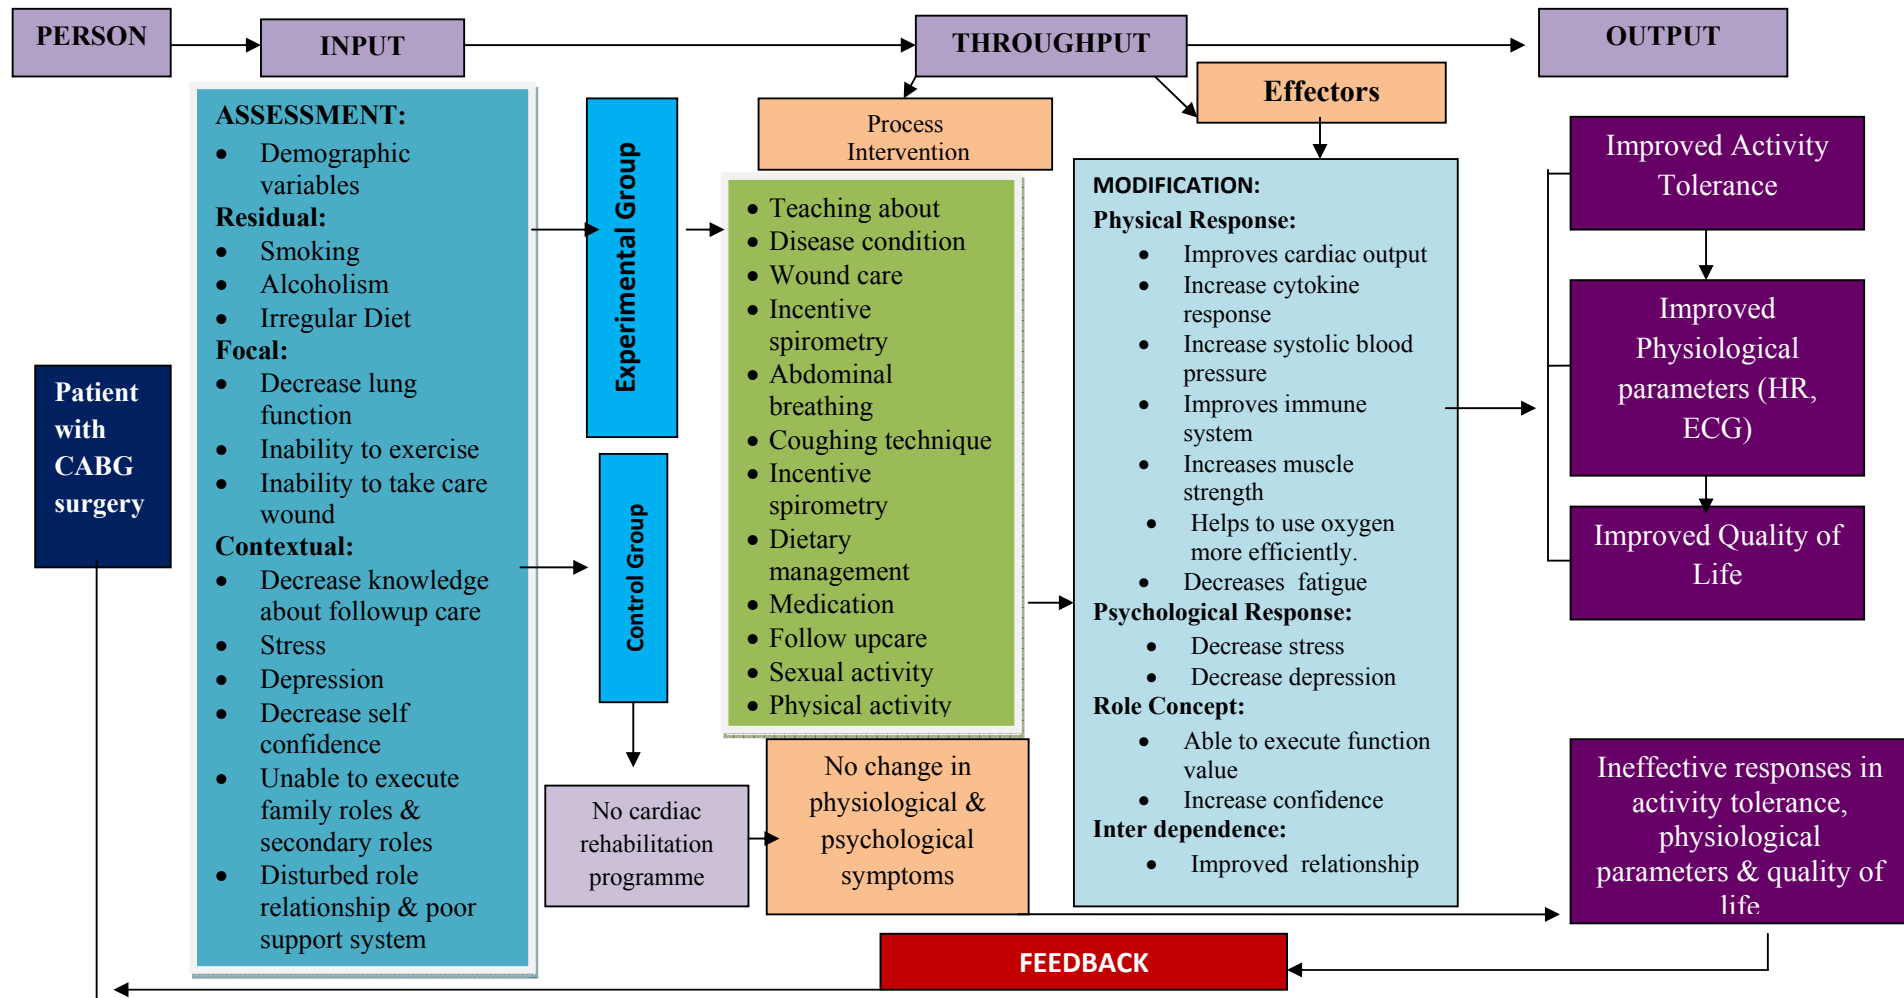 PERSON
INPUT
THROUGHPUT
OUTPUT
Patient
with
CABG
surgery
ASSESSMENT:
• Demographic
variables
Residual:
• Smoking
• Alcoholism
• Irregular Diet
Focal:
• Decrease lung
function
• Inability to exercise
• Inability to take care
wound
Contextual:
• Decrease knowledge
about followup care
• Stress
• Depression
• Decrease self
confidence
• Unable to execute
family roles &
secondary roles
• Disturbed role
relationship & poor
support system
Experimental Group
Control Group
No cardiac
rehabilitation
programme
Process
Intervention
• Teaching about
• Disease condition
• Wound care
• Incentive
spirometry
• Abdominal
breathing
• Coughing technique
• Incentive
spirometry
• Dietary
management
• Medication
• Follow upcare
• Sexual activity
• Physical activity
No change in
physiological &
psychological
symptoms
Effectors
MODIFICATION:
Physical Response:
• Improves cardiac output
• Increase cytokine
response
• Increase systolic blood
pressure
• Improves immune
system
• Increases muscle
strength
• Helps to use oxygen
more efficiently.
• Decreases fatigue
Psychological Response:
• Decrease stress
• Decrease depression
Role Concept:
• Able to execute function
value
• Increase confidence
Inter dependence:
• Improved relationship
Improved Activity
Tolerance
Improved
Physiological
parameters (HR,
ECG)
Improved Quality of
Life
Ineffective responses in
activity tolerance,
physiological
parameters & quality of
life
FEEDBACK